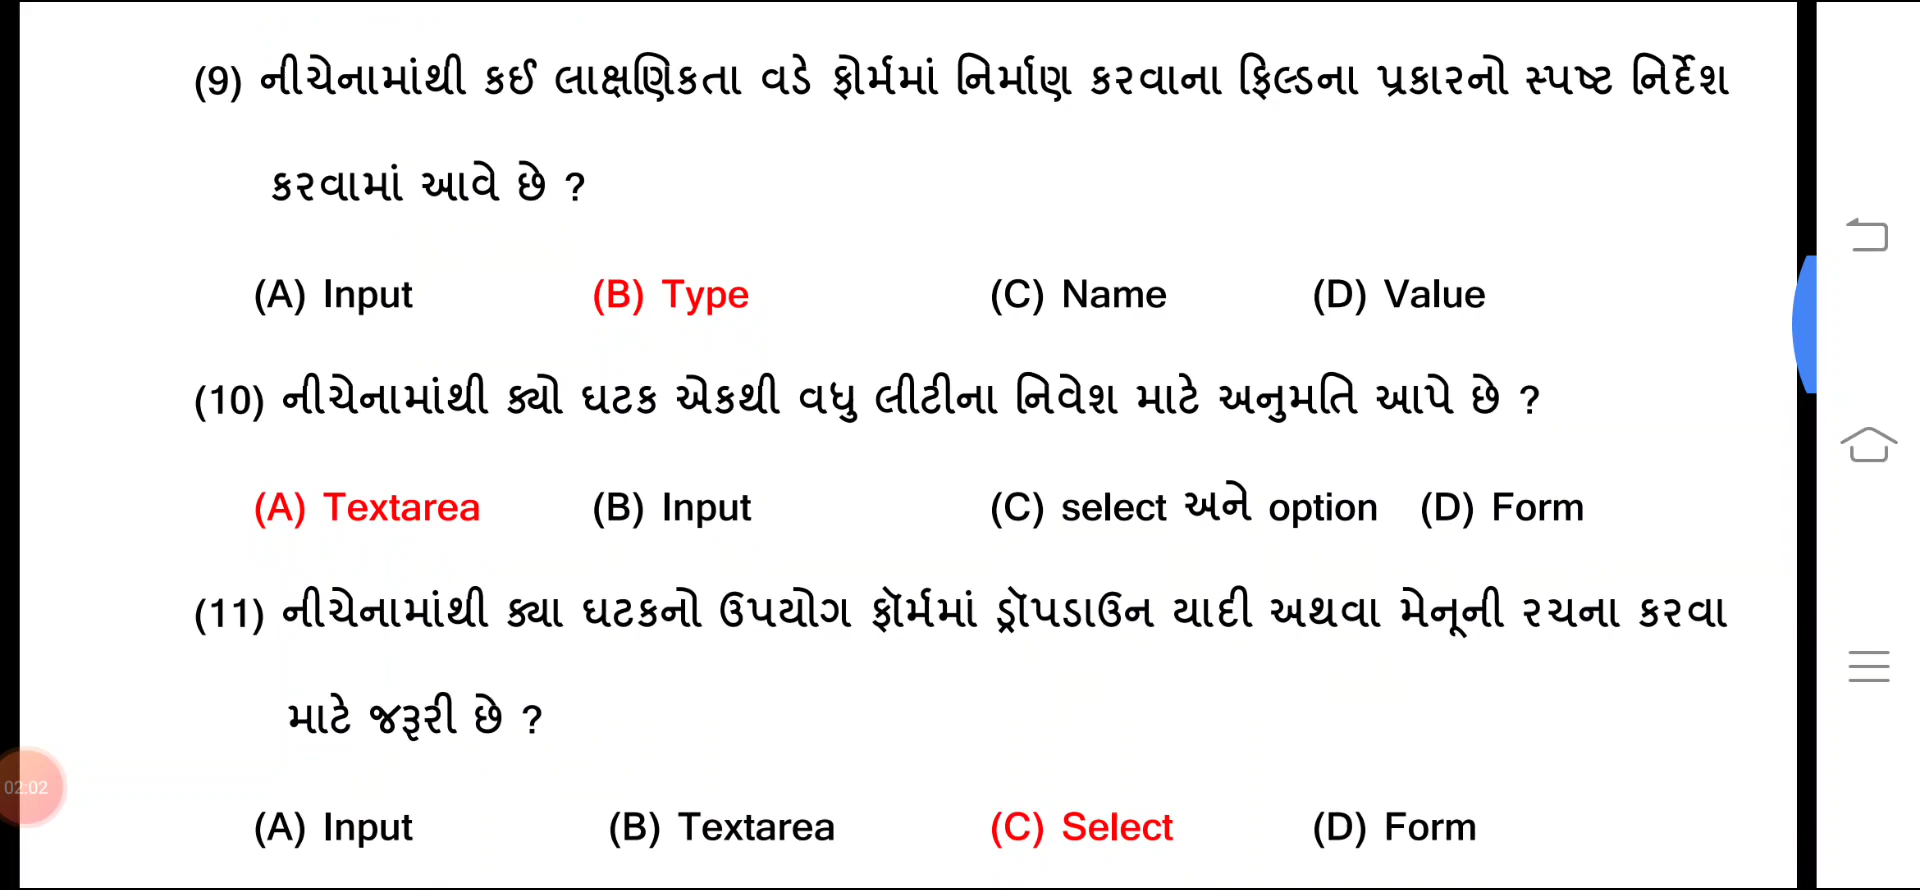 (9) નીચેનામાંથી કઈ લાક્ષણિકતા વડે ફોર્મમાં નિર્માણ કરવાના ફિલ્ડના પ્રકારનો સ્પષ્ટ નિર્દેશ
કરવામાં આવે છે ?
(A) Input (B) Type (C) Name (D) Value
(10) નીચેનામાંથી ક્યો ઘટક એકથી વધુ લીટીના નિવેશ માટે અનુમતિ આપે છે ?
(A) Textarea (B) Input (C) select અને option (D) Form
(11) નીચેનામાંથી ક્યા ઘટકનો ઉપયોગ ફૉર્મમાં ડ્રૉપડાઉન યાદી અથવા મેનૂની રચના કરવા
માટે જરૂરી છે ?
02:02
(A) Input (B) Textarea (C) Select (D) Form